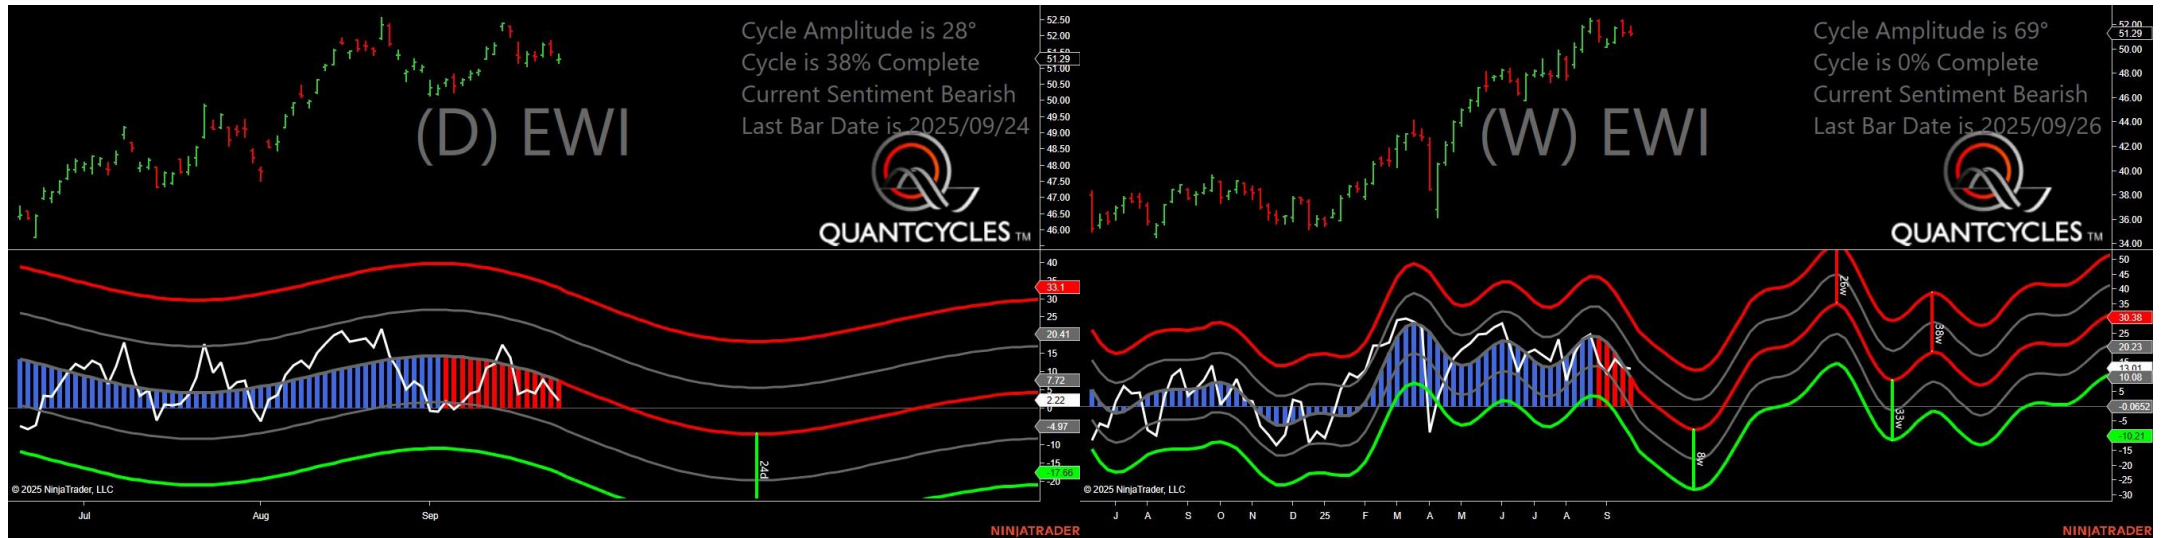 Cycle Amplitude is 28°
Cycle is 38% Complete
Current Sentiment Bearish
Last Bar Date is 2025/09/24
(D) EWI
QUANTCYCLES TM
52.50
52.00
51.50
51.29
51.00
50.50
50.00
49.50
49.00
48.50
48.00
47.50
47.00
46.50
46.00
40
35
33.1
30
25
20.41
15
10
7.72
2.22
0
-4.97
-10
-15
-17.66
-20
24d
© 2025 NinjaTrader, LLC
Jul Aug Sep
NINJATRADER
Cycle Amplitude is 69°
Cycle is 0% Complete
Current Sentiment Bearish
Last Bar Date is 2025/09/26
(W) EWI
QUANTCYCLES TM
52.00
51.29
50.00
48.00
46.00
44.00
42.00
40.00
38.00
36.00
34.00
50
45
40
35
30.38
25
20.23
15
13.01
10.08
5
-0.0652
-5
-10.21
-15
-20
-25
-30
26w
38w
33w
8w
© 2025 NinjaTrader, LLC
J A S O N D 25 F M A M J J A S
NINJATRADER